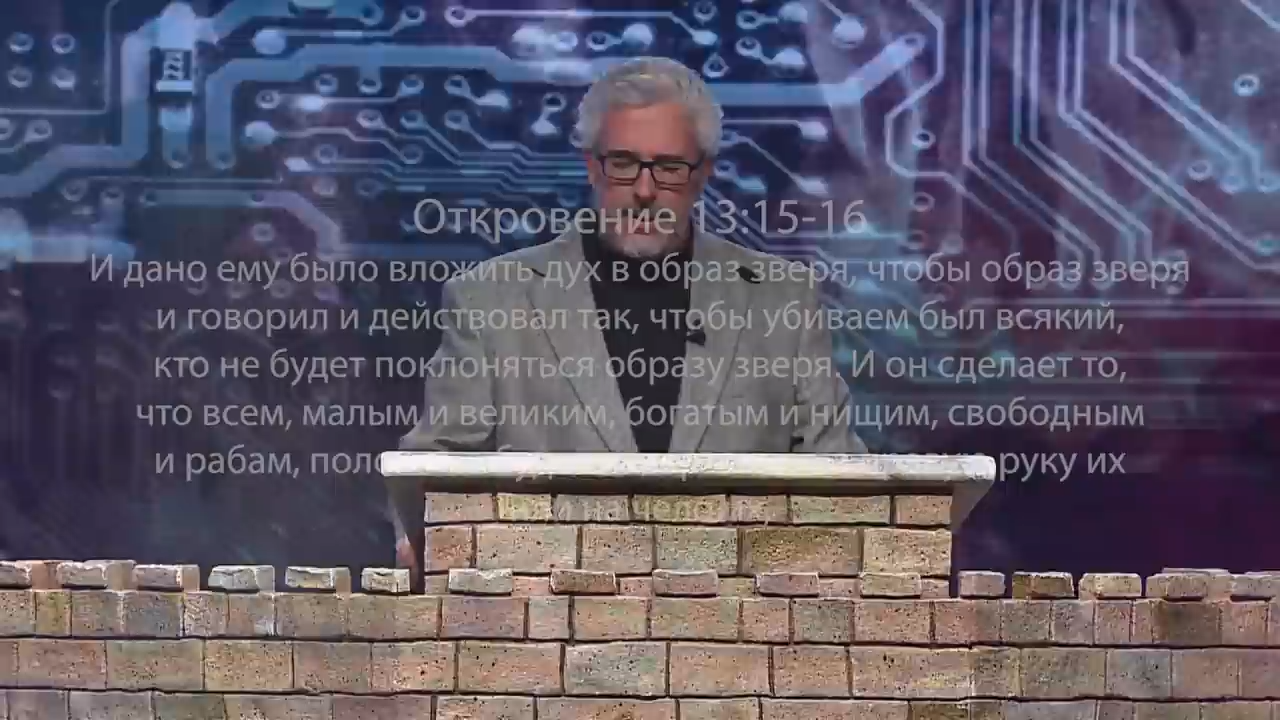 Откровение 13:15-16
И дано ему было вложить дух в образ зверя, чтобы образ зверя
и говорил и действовал так, чтобы убиваем был всякий,
кто не будет поклоняться образу зверя. И он сделает то,
что всем, малым и великим, богатым и нищим, свободным
и рабам, руку их
на